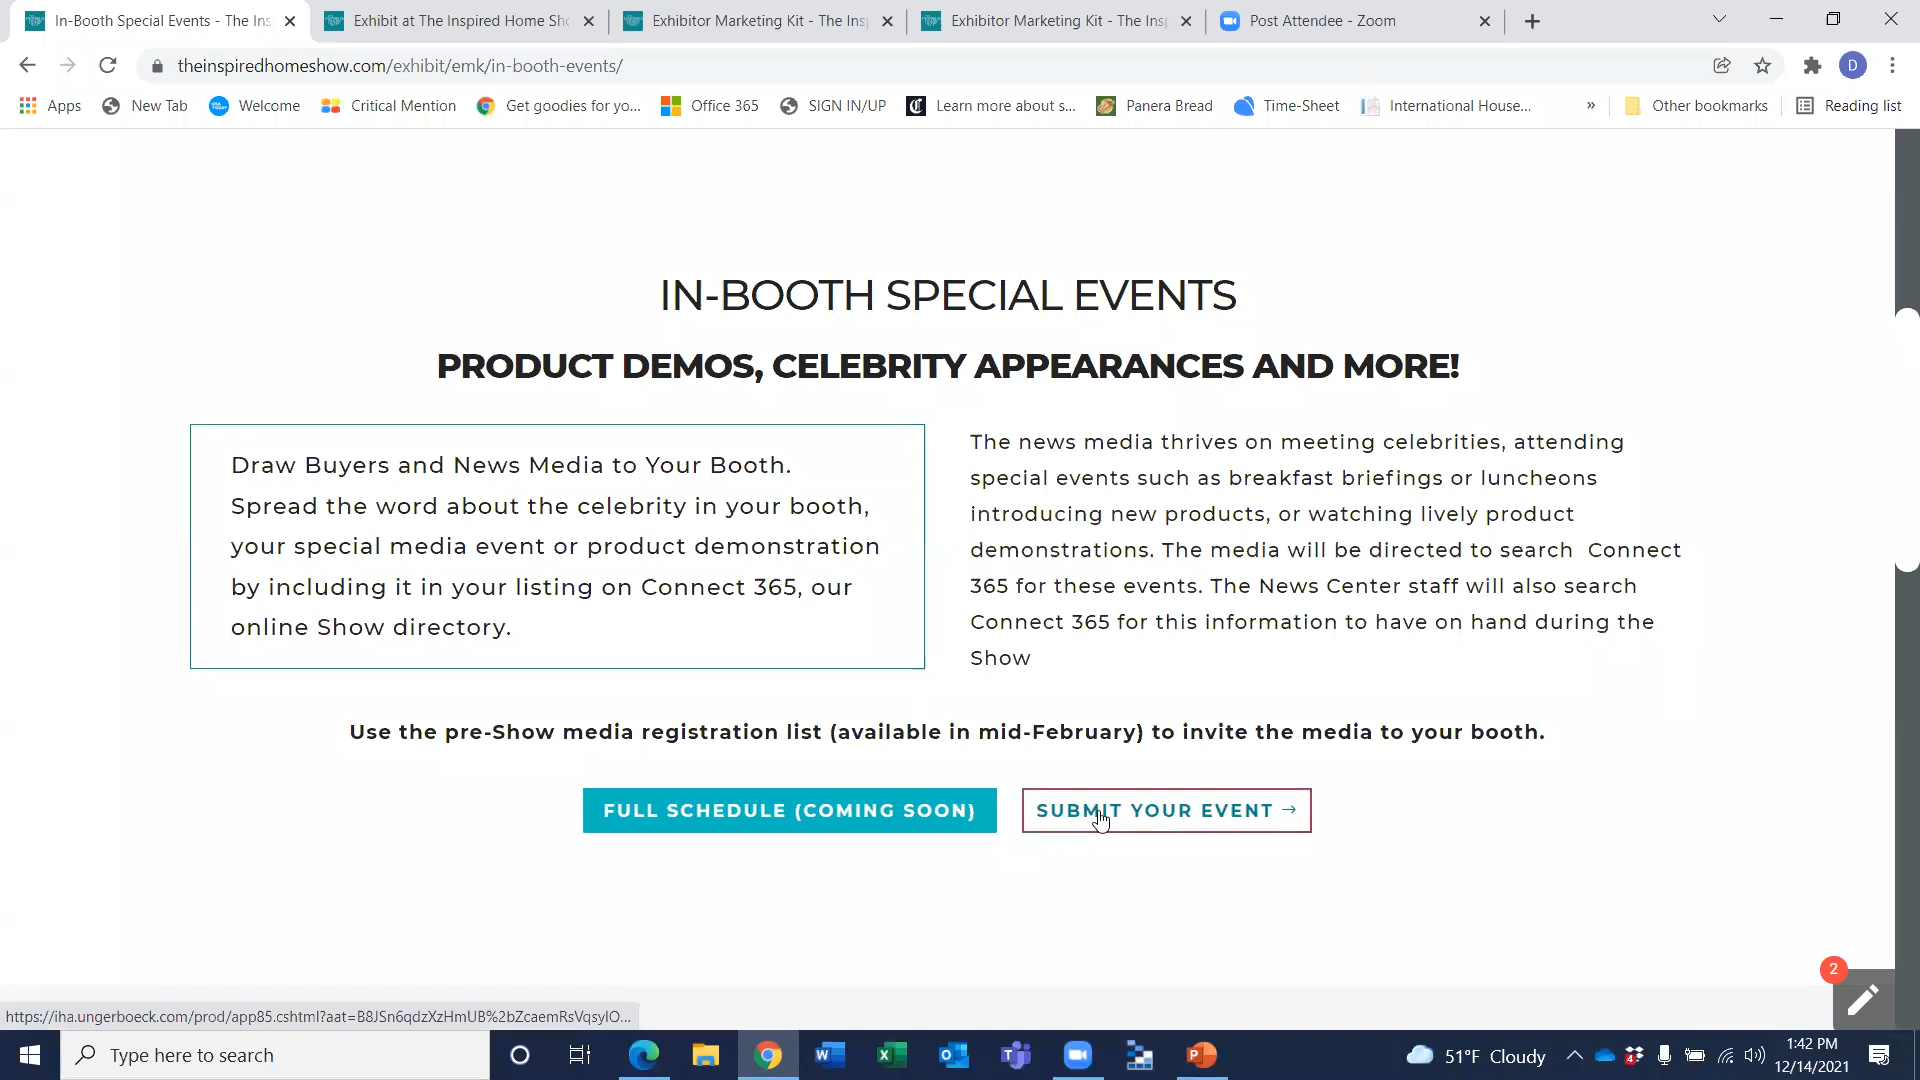 In-Booth Special Events - The Ins
Exhibit at The Inspired Home Sho
Exhibitor Marketing Kit - The Insp
Exhibitor Marketing Kit - The Insp
Post Attendee - Zoom
theinspiredhomeshow.com/exhibit/emk/in-booth-events/
D
Apps
New Tab
Welcome
Critical Mention
Get goodies for yo...
Office 365
SIGN IN/UP
Learn more about s...
Panera Bread
Time-Sheet
International House...
»
Other bookmarks
Reading list
IN-BOOTH SPECIAL EVENTS
PRODUCT DEMOS, CELEBRITY APPEARANCES AND MORE!
Draw Buyers and News Media to Your Booth.
Spread the word about the celebrity in your booth,
your special media event or product demonstration
by including it in your listing on Connect 365, our
online Show directory.
The news media thrives on meeting celebrities, attending
special events such as breakfast briefings or luncheons
introducing new products, or watching lively product
demonstrations. The media will be directed to search Connect
365 for these events. The News Center staff will also search
Connect 365 for this information to have on hand during the
Show
Use the pre-Show media registration list (available in mid-February) to invite the media to your booth.
FULL SCHEDULE (COMING SOON)
SUBMIT YOUR EVENT →
2
https://iha.ungerboeck.com/prod/app85.cshtml?aat=B8JSn6qdzXzHmUB%2bZcaemRsVqsylO...
Type here to search
51°F Cloudy
4
1:42 PM
12/14/2021